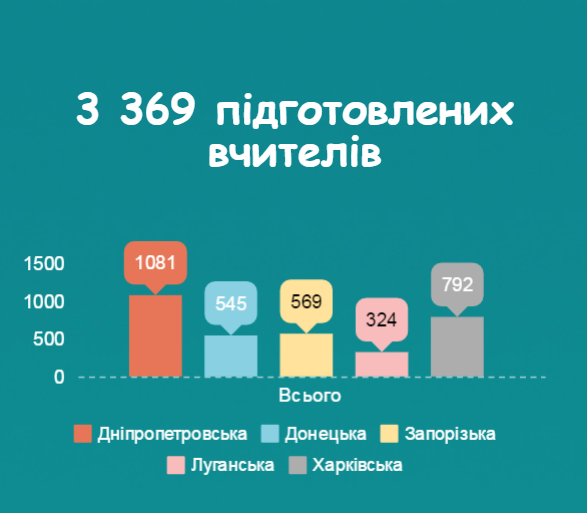 3 369 підготовлених
вчителів
1081
545
569
324
792
1500
1000
500
0
Всього
Дніпропетровська Донецька Запорізька
Луганська Харківська